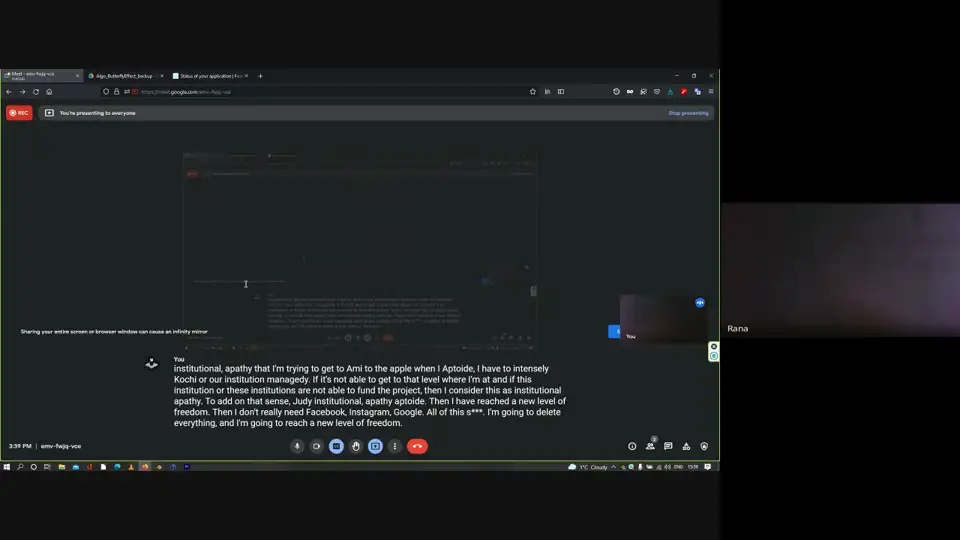 Meet - emv-fwjq-vce
Algo_ButterflyEffect_backup
Status of your application |
https://meet.google.com/emv-fwjq-vce
REC
You're presenting to everyone
Stop presenting
Sharing your entire screen or browser window can cause an infinity mirror
You
Rana
You
institutional, apathy that I'm trying to get to Ami to the apple when I Aptoide, I have to intensely
Kochi or our institution managedy. If it's not able to get to that level where I'm at and if this
institution or these institutions are not able to fund the project, then I consider this as institutional
apathy. To add on that sense, Judy institutional, apathy aptoide. Then I have reached a new level of
freedom. Then I don't really need Facebook, Instagram, Google. All of this s***. I'm going to delete
everything, and I'm going to reach a new level of freedom.
3:39 PM | emv-fwjq-vce
2
1°C Cloudy
ENG
15:39